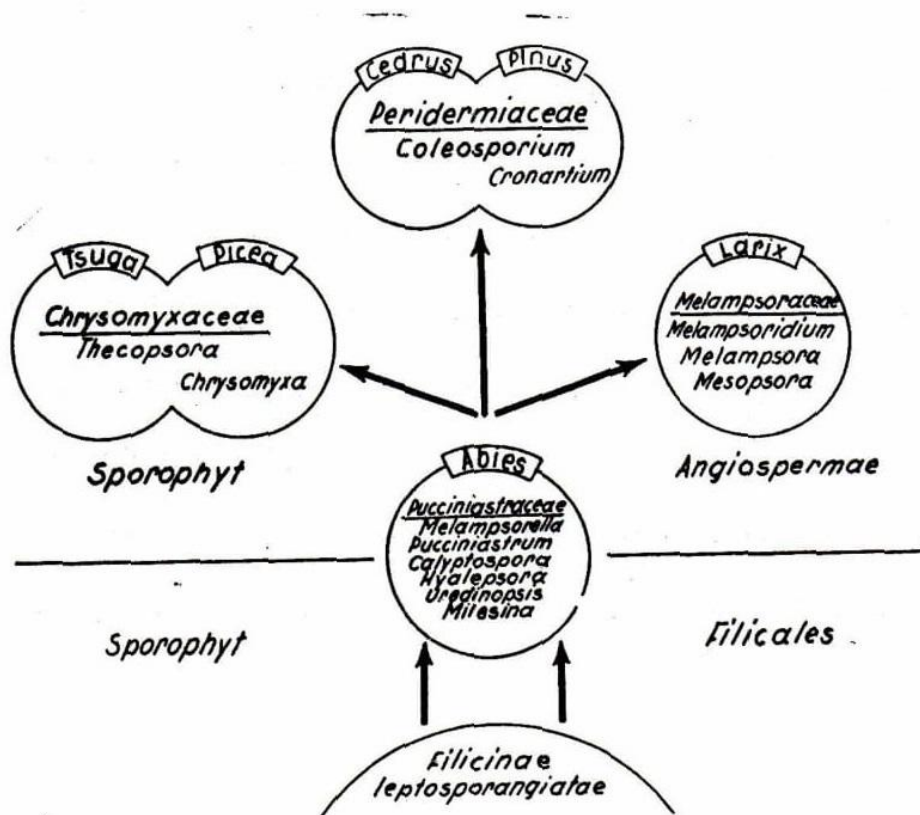 Cedrus
Pinus
Peridermiaceae
Coleosporium
Cronartium
Tsuga
Picea
Chrysomyxaceae
Thecopsora
Chrysomyxa
Larix
Melampsoraceae
Melampsoridium
Melampsora
Mesopsora
Sporophyt
Angiospermae
Abies
Pucciniastraceae
Melampsorella
Pucciniastrum
Calyptospora
Hyalepsora
Uredinopsis
Milesina
Sporophyt
Filicales
Filicinae
leptosporangiatae